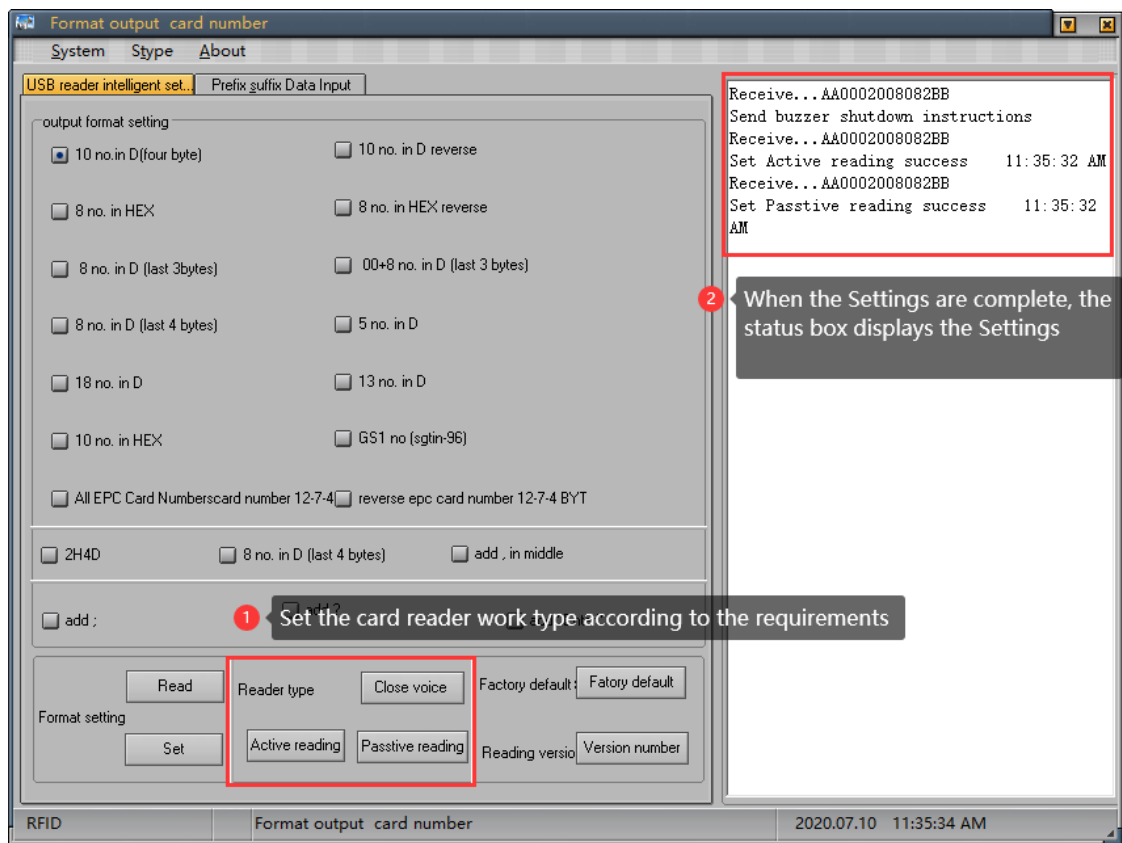 Format output card number
System Stype About
USB reader intelligent set... Prefix suffix Data Input
output format setting
10 no.in D(four byte)
10 no. in D reverse
8 no. in HEX
8 no. in HEX reverse
8 no. in D (last 3bytes)
00+8 no. in D (last 3 bytes)
8 no. in D (last 4 bytes)
5 no. in D
18 no. in D
13 no. in D
10 no. in HEX
GS1 no (sgtin-96)
All EPC Card Numberscard number 12-7-4
reverse epc card number 12-7-4 BYT
2H4D
8 no. in D (last 4 bytes)
add , in middle
add ;
1 Set the card reader work type according to the requirements
Format setting
Read
Set
Reader type
Close voice
Active reading
Passtive reading
Factory default:
Fatory default
Reading versio
Version number
Receive...AA0002008082BB
Send buzzer shutdown instructions
Receive...AA0002008082BB
Set Active reading success 11:35:32 AM
Receive...AA0002008082BB
Set Passtive reading success 11:35:32
AM
2 When the Settings are complete, the
status box displays the Settings
RFID
Format output card number
2020.07.10 11:35:34 AM